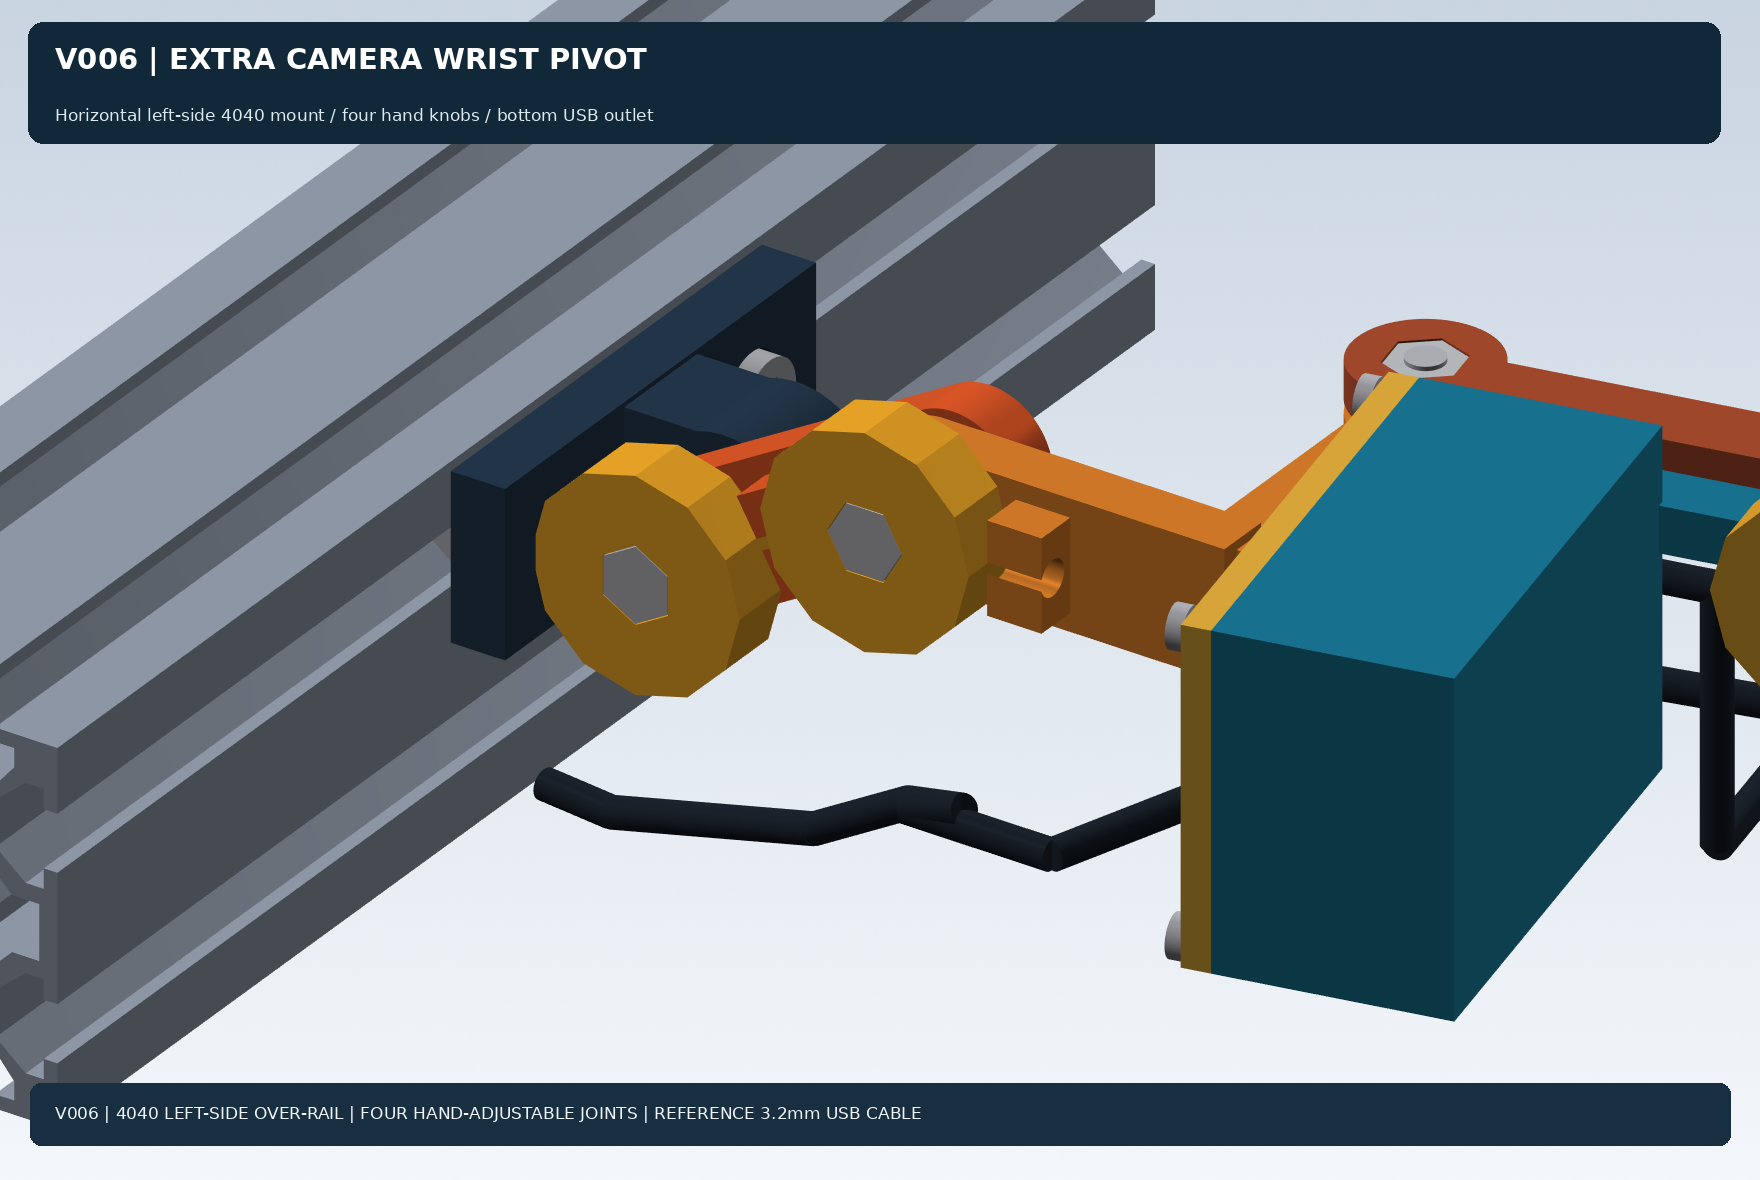 V006 | EXTRA CAMERA WRIST PIVOT
Horizontal left-side 4040 mount / four hand knobs / bottom USB outlet
V006 | 4040 LEFT-SIDE OVER-RAIL | FOUR HAND-ADJUSTABLE JOINTS | REFERENCE 3.2mm USB CABLE